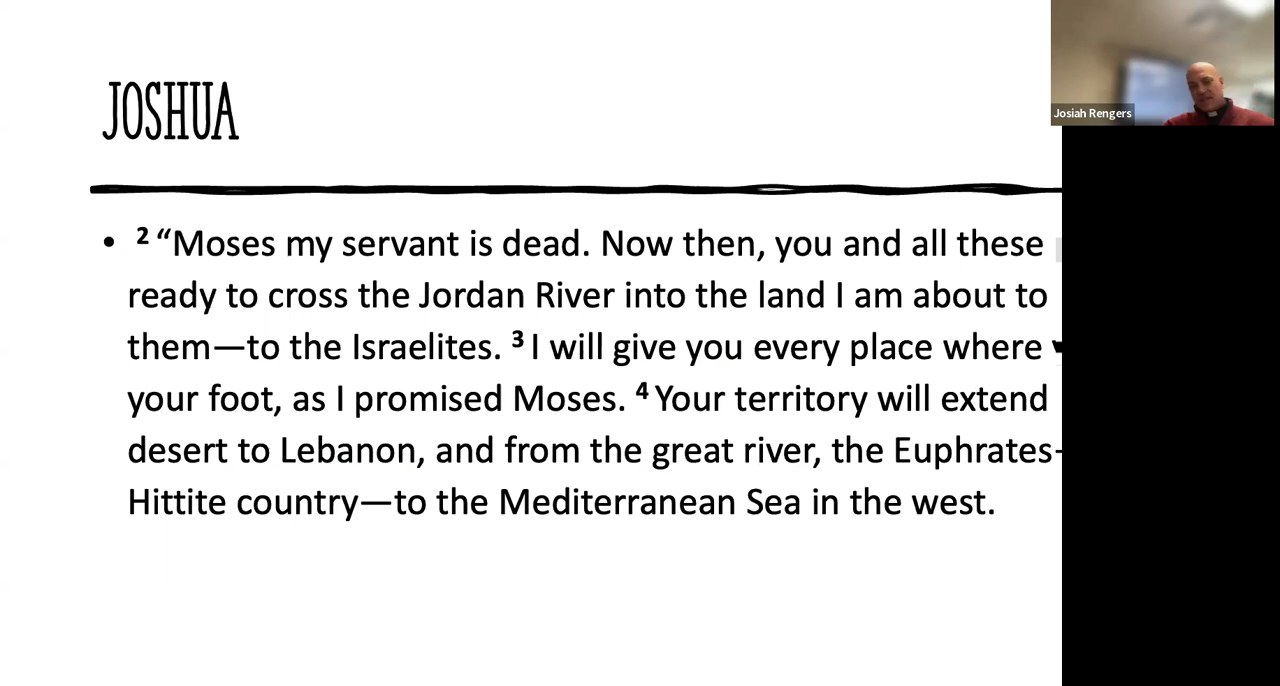 JOSHUA
Josiah Rengers
• ² “Moses my servant is dead. Now then, you and all these
ready to cross the Jordan River into the land I am about to
them—to the Israelites. ³ I will give you every place where
your foot, as I promised Moses. ⁴ Your territory will extend
desert to Lebanon, and from the great river, the Euphrates-
Hittite country—to the Mediterranean Sea in the west.